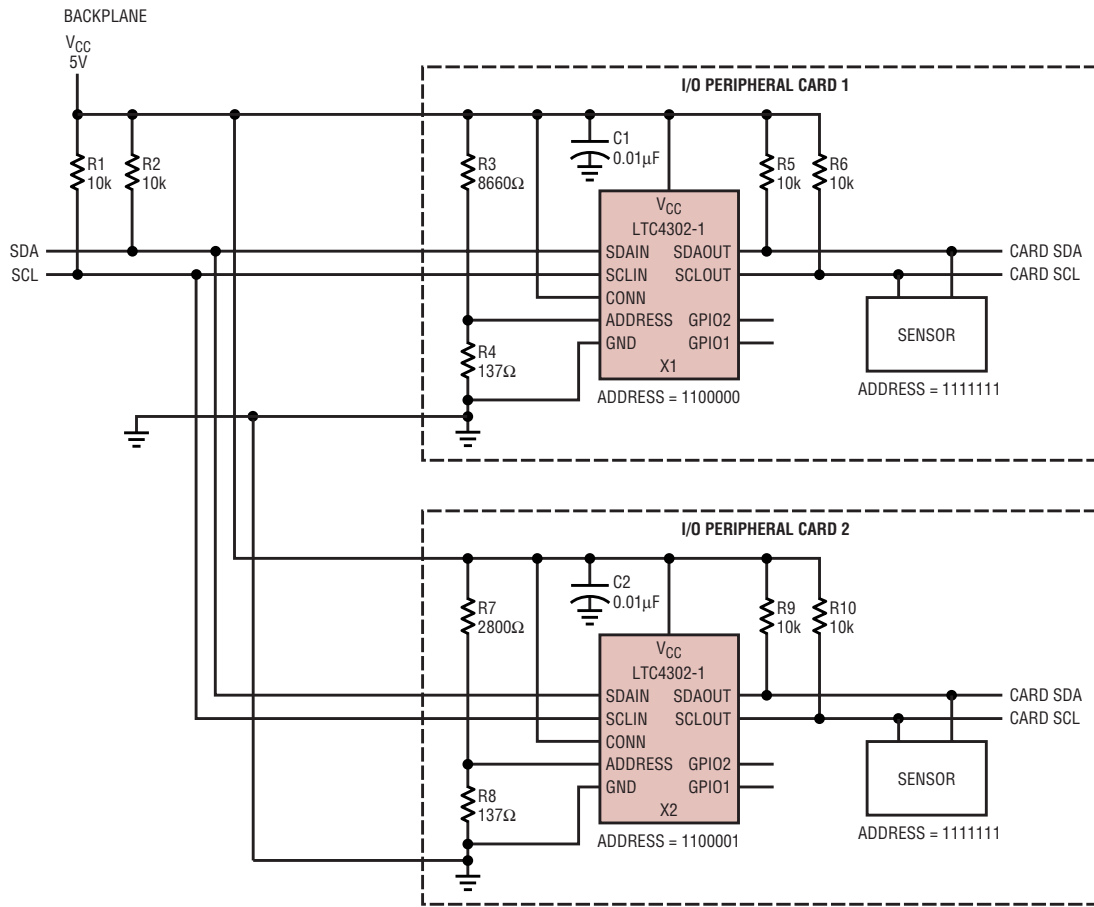 BACKPLANE
VCC
5V
I/O PERIPHERAL CARD 1
R1
10k
R2
10k
R3
8660Ω
C1
0.01µF
R5
10k
R6
10k
VCC
LTC4302-1
SDA
SDAIN SDAOUT
CARD SDA
SCL
SCLIN SCLOUT
CARD SCL
CONN
ADDRESS GPIO2
GND GPIO1
SENSOR
R4
137Ω
X1
ADDRESS = 1100000
ADDRESS = 1111111
I/O PERIPHERAL CARD 2
R7
2800Ω
C2
0.01µF
R9
10k
R10
10k
VCC
LTC4302-1
SDAIN SDAOUT
CARD SDA
SCLIN SCLOUT
CARD SCL
CONN
ADDRESS GPIO2
GND GPIO1
SENSOR
R8
137Ω
X2
ADDRESS = 1100001
ADDRESS = 1111111